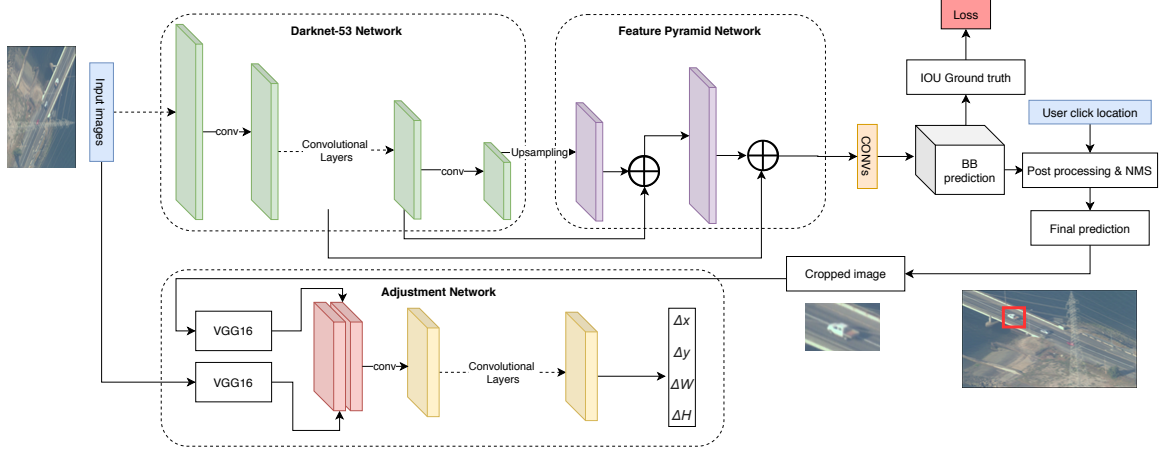 Darknet-53 Network
Feature Pyramid Network
Loss
IOU Ground truth
Input images
User click location
conv
Convolutional
Layers
conv
Upsampling
CONVs
BB
prediction
Post processing & NMS
Final prediction
Cropped image
Adjustment Network
VGG16
VGG16
conv
Convolutional
Layers
Δx
Δy
ΔW
ΔH